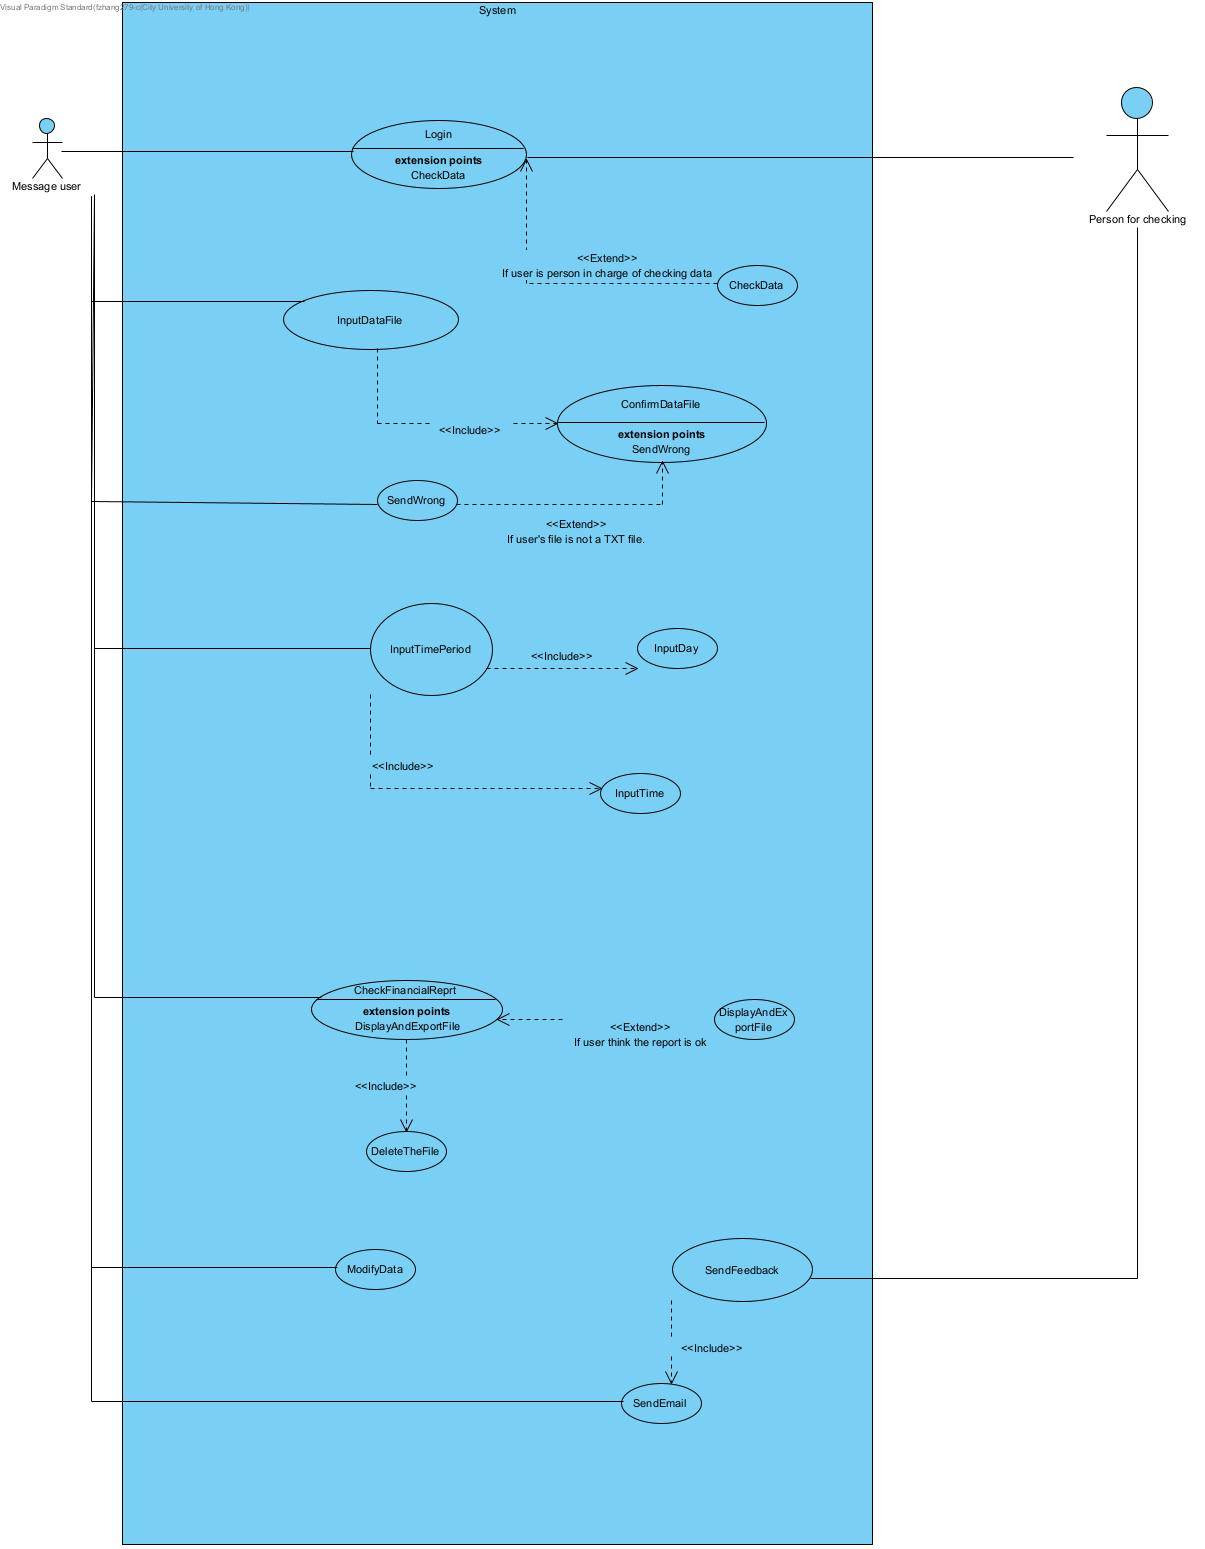 Visual Paradigm Standard(fzhang279-c(City University of Hong Kong))
System
Login
extension points
CheckData
Message user
Person for checking
<<Extend>>
If user is person in charge of checking data
CheckData
InputDataFile
ConfirmDataFile
extension points
SendWrong
<<Include>>
SendWrong
<<Extend>>
If user's file is not a TXT file.
InputTimePeriod
<<Include>>
InputDay
<<Include>>
InputTime
CheckFinancialReprt
extension points
DisplayAndExportFile
<<Extend>>
If user think the report is ok
DisplayAndEx
portFile
<<Include>>
DeleteTheFile
ModifyData
SendFeedback
<<Include>>
SendEmail